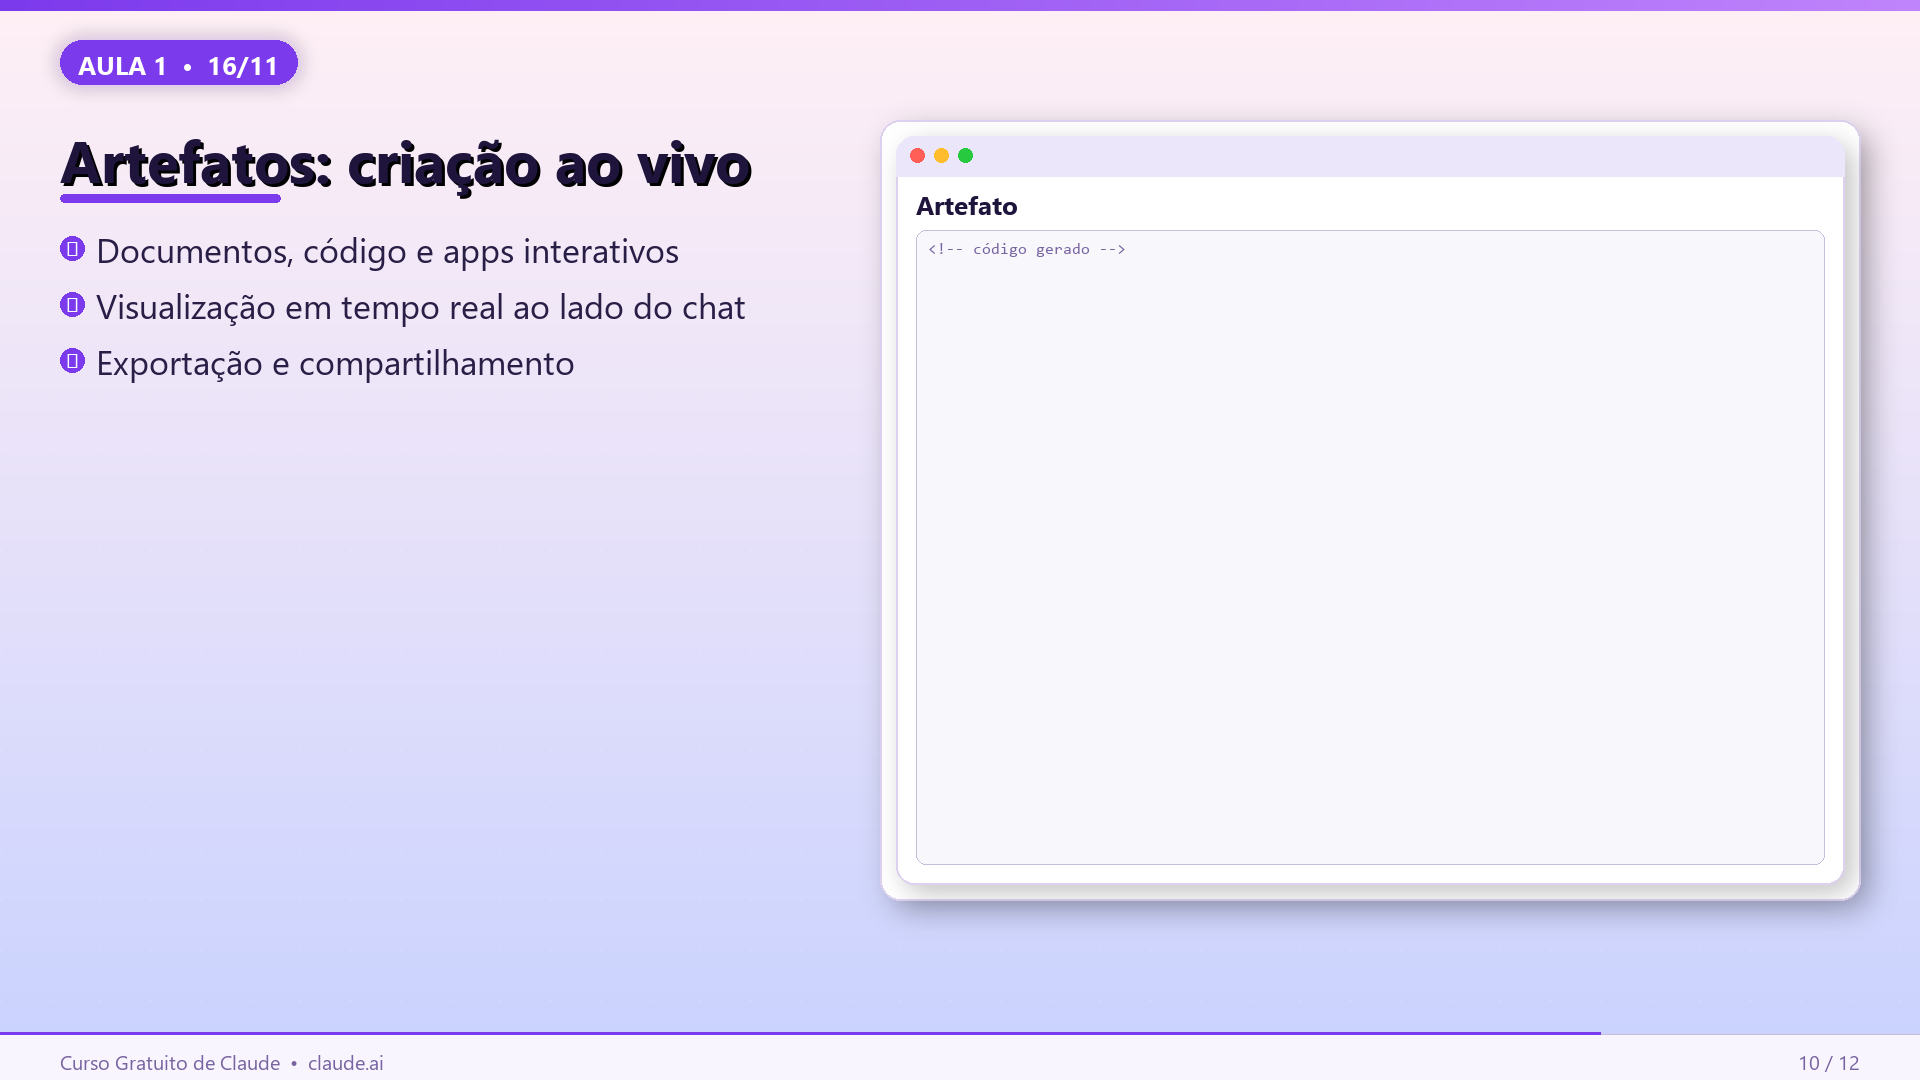 AULA 1 • 16/11
Artefatos: criação ao vivo
Documentos, código e apps interativos
Visualização em tempo real ao lado do chat
Exportação e compartilhamento
Artefato
<!-- código gerado -->
Curso Gratuito de Claude • claude.ai
10 / 12